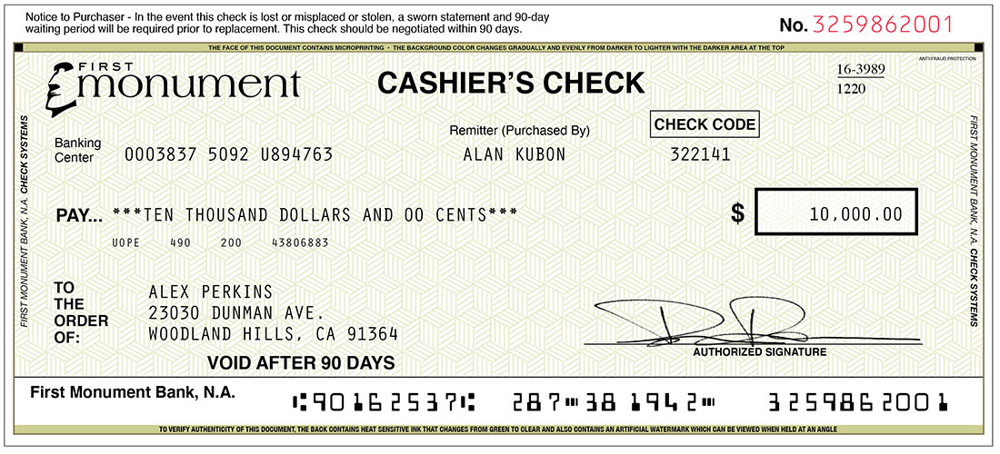 Notice to Purchaser - In the event this check is lost or misplaced or stolen, a sworn statement and 90-day
waiting period will be required prior to replacement. This check should be negotiated within 90 days.
No. 3259862001
THE FACE OF THIS DOCUMENT CONTAINS MICROPRINTING • THE BACKGROUND COLOR CHANGES GRADUALLY AND EVENLY FROM DARKER TO LIGHTER WITH THE DARKER AREA AT THE TOP
ANTI-FRAUD PROTECTION
FIRST
monument
CASHIER'S CHECK
16-3989
1220
Remitter (Purchased By)
CHECK CODE
Banking
Center
0003837 5092 U894763
ALAN KUBON
322141
PAY... ***TEN THOUSAND DOLLARS AND OO CENTS***
$ 10,000.00
UOPE 490 200 43806883
TO
THE
ORDER
OF:
ALEX PERKINS
23030 DUNMAN AVE.
WOODLAND HILLS, CA 91364
AUTHORIZED SIGNATURE
VOID AFTER 90 DAYS
FIRST MONUMENT BANK, N.A. CHECK SYSTEMS
FIRST MONUMENT BANK, N.A. CHECK SYSTEMS
First Monument Bank, N.A.
⑆90162537⑆ 287⑈38 1942⑈ 3259862001
TO VERIFY AUTHENTICITY OF THIS DOCUMENT, THE BACK CONTAINS HEAT SENSITIVE INK THAT CHANGES FROM GREEN TO CLEAR AND ALSO CONTAINS AN ARTIFICIAL WATERMARK WHICH CAN BE VIEWED WHEN HELD AT AN ANGLE